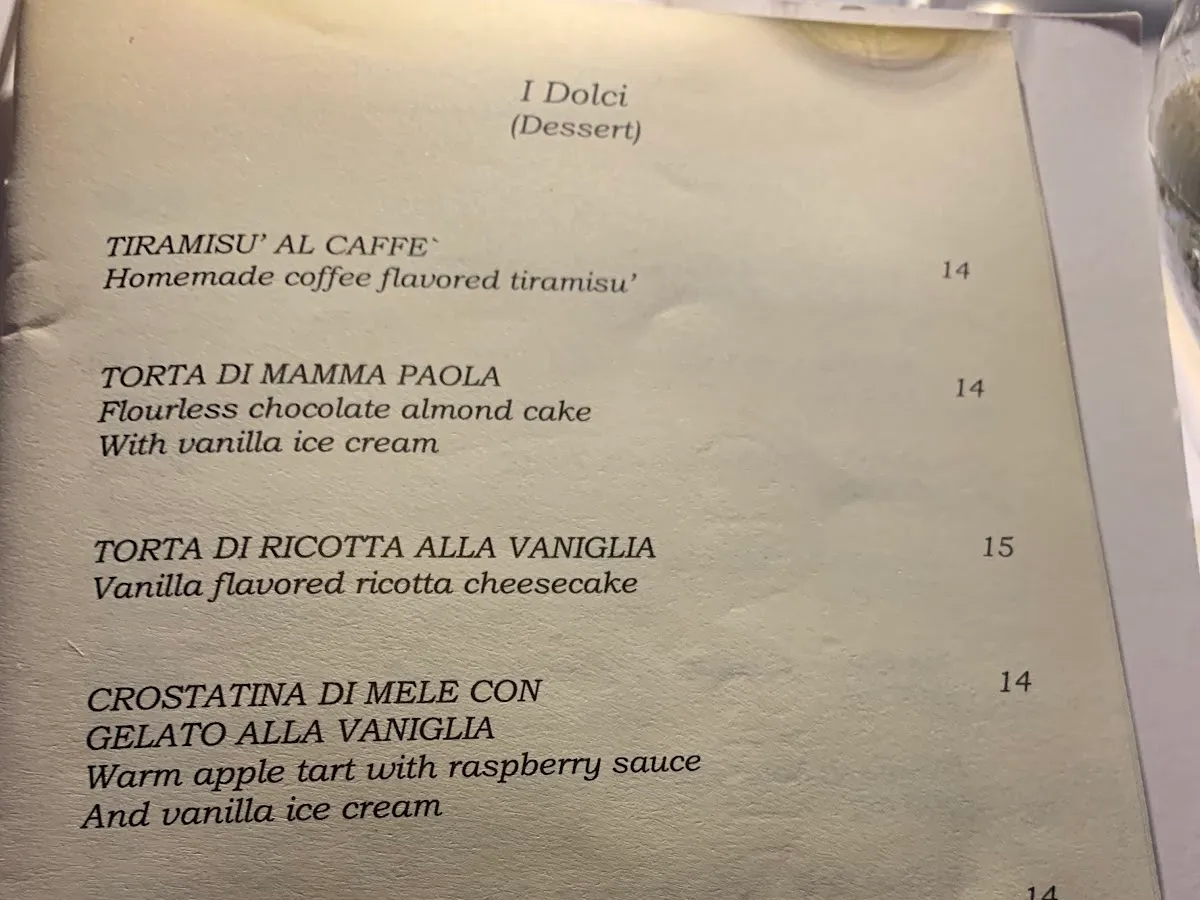 I Dolci
(Dessert)
TIRAMISU' AL CAFFE`
Homemade coffee flavored tiramisu'
14
TORTA DI MAMMA PAOLA
14
Flourless chocolate almond cake
With vanilla ice cream
TORTA DI RICOTTA ALLA VANIGLIA
15
Vanilla flavored ricotta cheesecake
CROSTATINA DI MELE CON
14
GELATO ALLA VANIGLIA
Warm apple tart with raspberry sauce
And vanilla ice cream
14